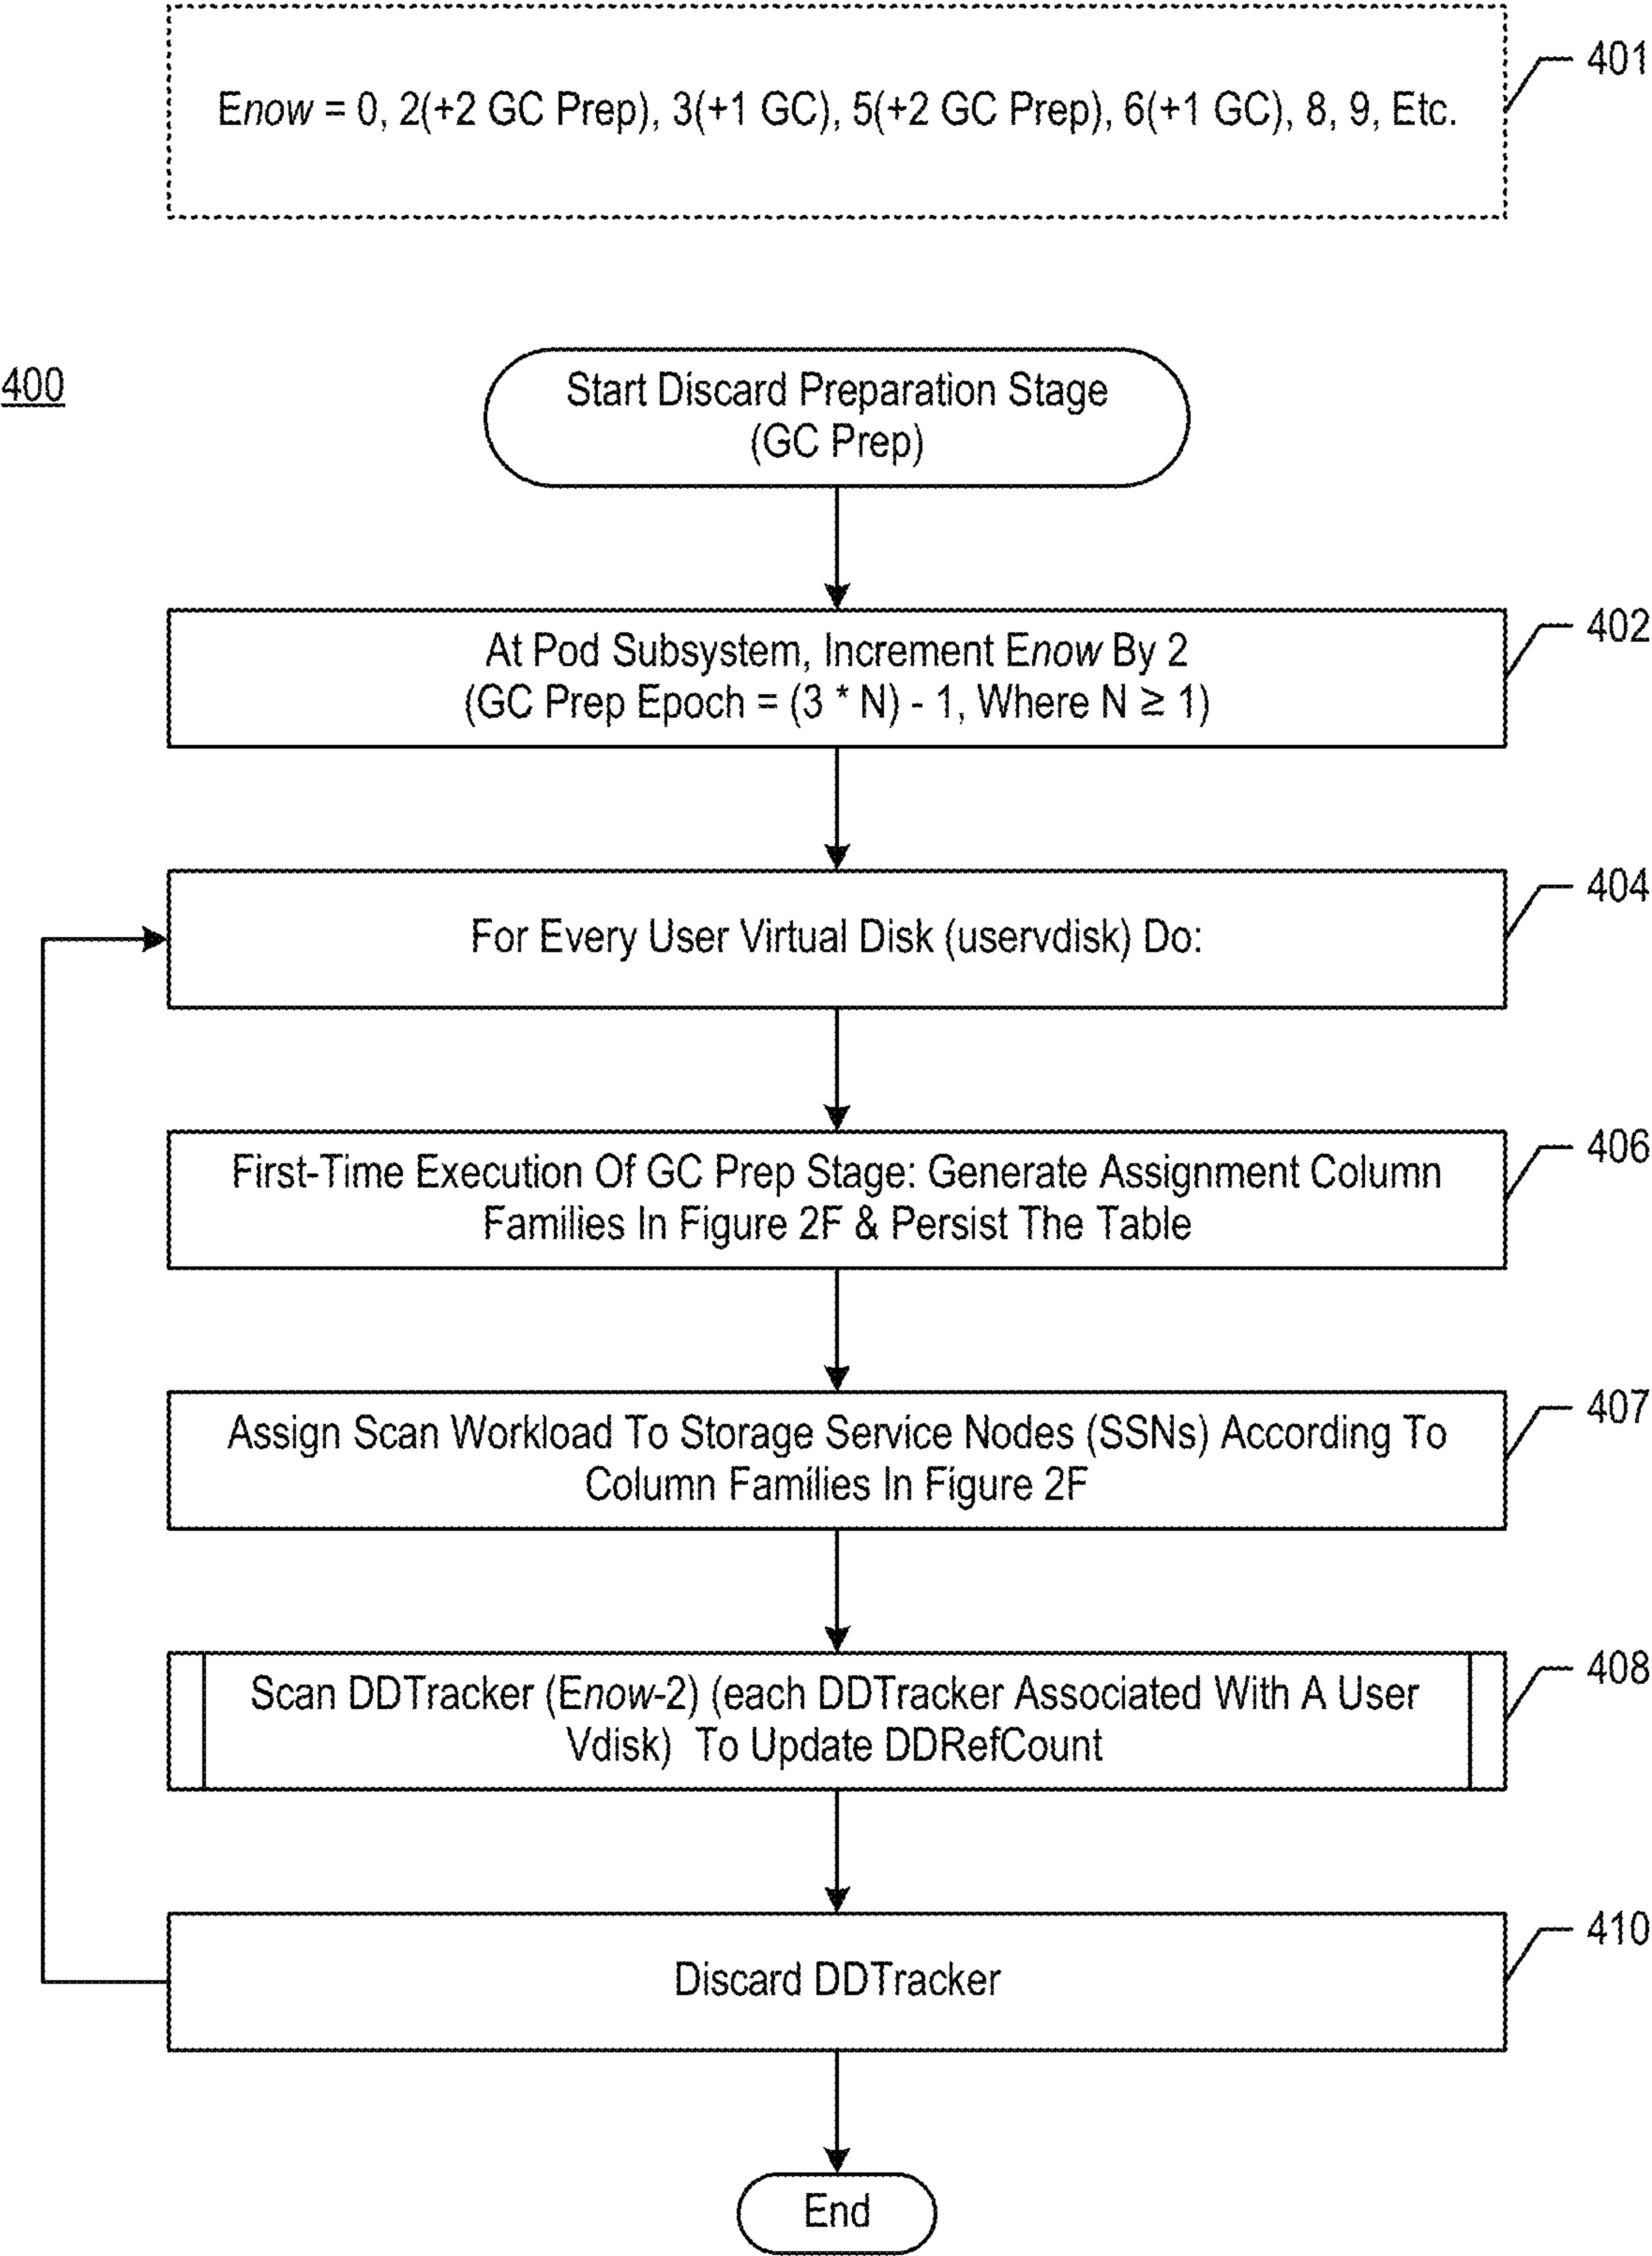 401
Enow = 0, 2(+2 GC Prep), 3(+1 GC), 5(+2 GC Prep), 6(+1 GC), 8, 9, Etc.
400
Start Discard Preparation Stage
(GC Prep)
402
At Pod Subsystem, Increment Enow By 2
(GC Prep Epoch = (3 * N) - 1, Where N ≥ 1)
404
For Every User Virtual Disk (uservdisk) Do:
406
First-Time Execution Of GC Prep Stage: Generate Assignment Column
Families In Figure 2F & Persist The Table
407
Assign Scan Workload To Storage Service Nodes (SSNs) According To
Column Families In Figure 2F
408
Scan DDTracker (Enow-2) (each DDTracker Associated With A User
Vdisk) To Update DDRefCount
410
Discard DDTracker
End